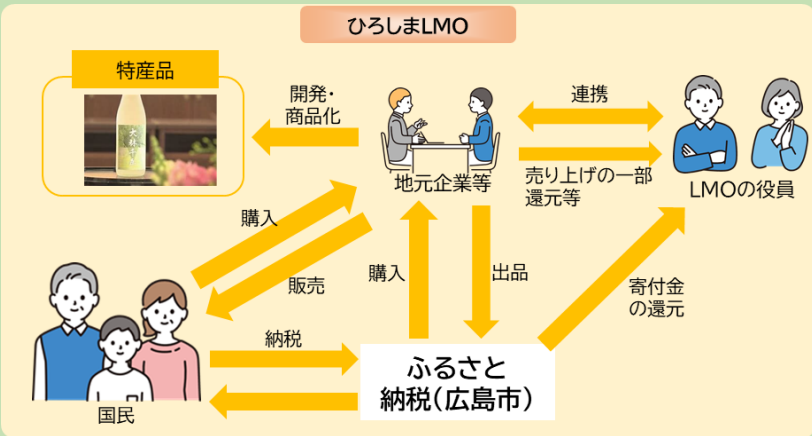 ひろしまLMO
特産品
開発・
商品化
連携
地元企業等
売り上げの一部
還元等
LMOの役員
購入
販売
購入
出品
寄付金
の還元
納税
ふるさと
納税(広島市)
国民